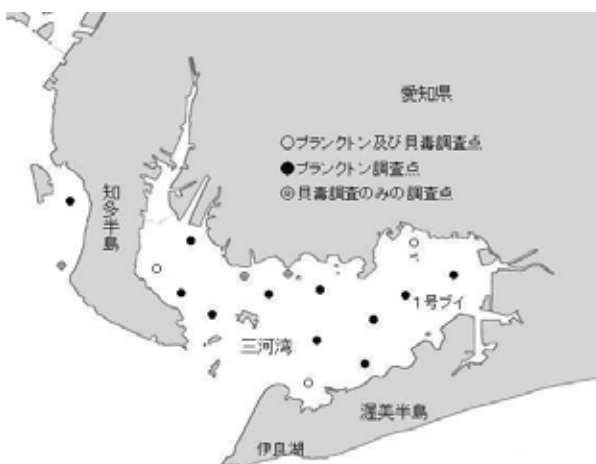 愛知県
○プランクトン及び貝毒調査点
●プランクトン調査点
◎貝毒調査のみの調査点
知多半島
1号ブイ
三河湾
渥美半島
伊良湖